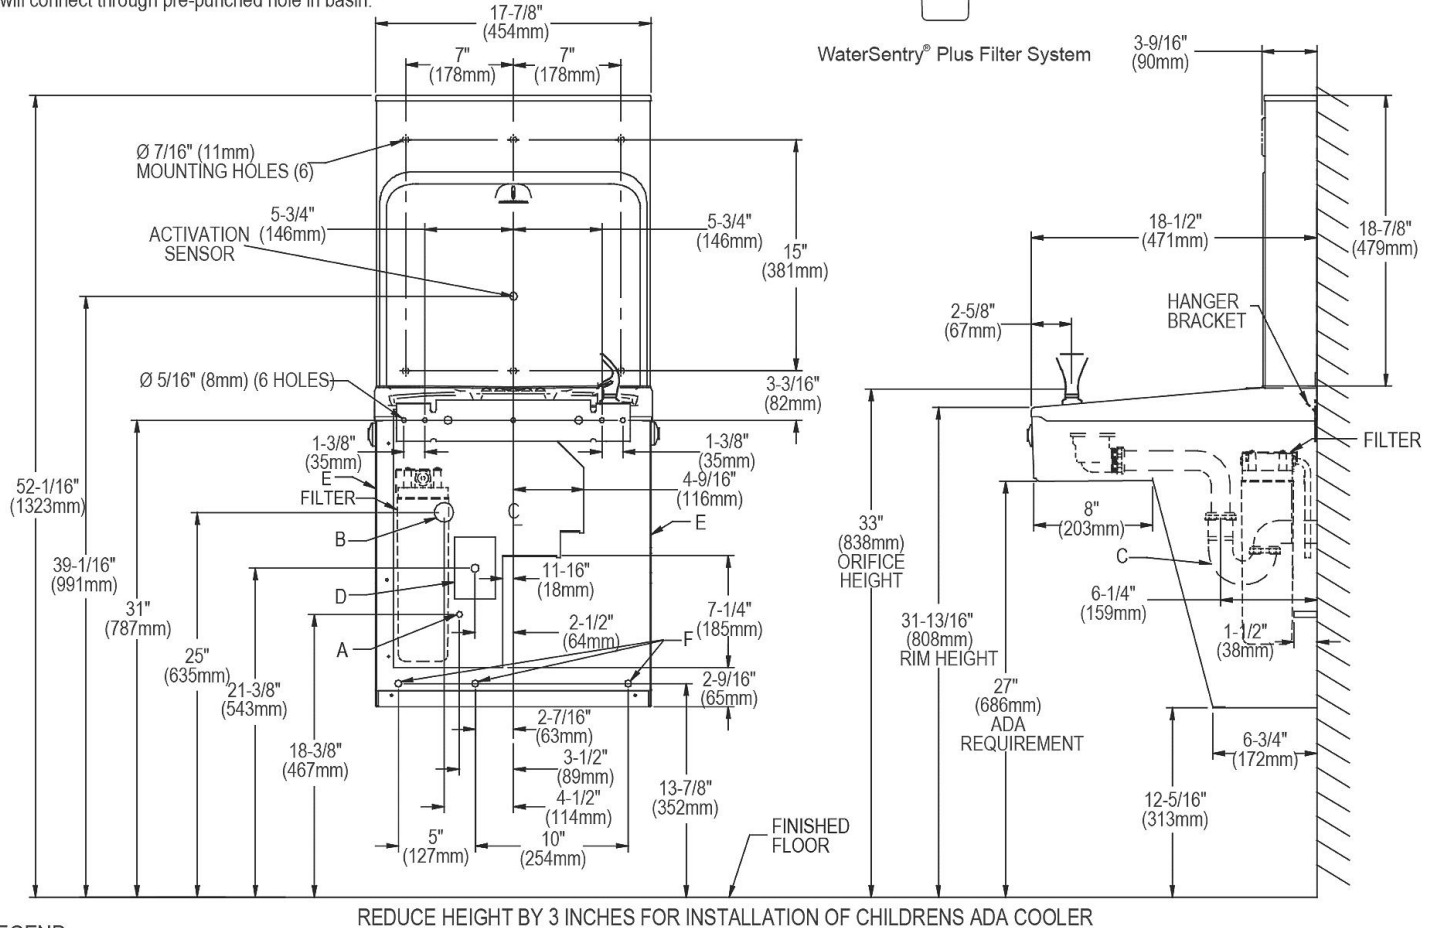 will connect through pre-punched hole in basin.
17-7/8"
(454mm)
7"
(178mm)
7"
(178mm)
WaterSentry® Plus Filter System
3-9/16"
(90mm)
Ø 7/16" (11mm)
MOUNTING HOLES (6)
5-3/4"
(146mm)
ACTIVATION
SENSOR
5-3/4"
(146mm)
15"
(381mm)
18-1/2"
(471mm)
18-7/8"
(479mm)
2-5/8"
(67mm)
HANGER
BRACKET
Ø 5/16" (8mm) (6 HOLES)
3-3/16"
(82mm)
1-3/8"
(35mm)
1-3/8"
(35mm)
FILTER
E
FILTER
4-9/16"
(116mm)
52-1/16"
(1323mm)
C
E
B
8"
(203mm)
33"
(838mm)
ORIFICE
HEIGHT
C
39-1/16"
(991mm)
11-16"
(18mm)
D
31"
(787mm)
2-1/2"
(64mm)
7-1/4"
(185mm)
6-1/4"
(159mm)
31-13/16"
(808mm)
RIM HEIGHT
1-1/2"
(38mm)
A
F
25"
(635mm)
21-3/8"
(543mm)
2-9/16"
(65mm)
27"
(686mm)
ADA
REQUIREMENT
2-7/16"
(63mm)
18-3/8"
(467mm)
3-1/2"
(89mm)
6-3/4"
(172mm)
13-7/8"
(352mm)
4-1/2"
(114mm)
12-5/16"
(313mm)
5"
(127mm)
10"
(254mm)
FINISHED
FLOOR
REDUCE HEIGHT BY 3 INCHES FOR INSTALLATION OF CHILDRENS ADA COOLER